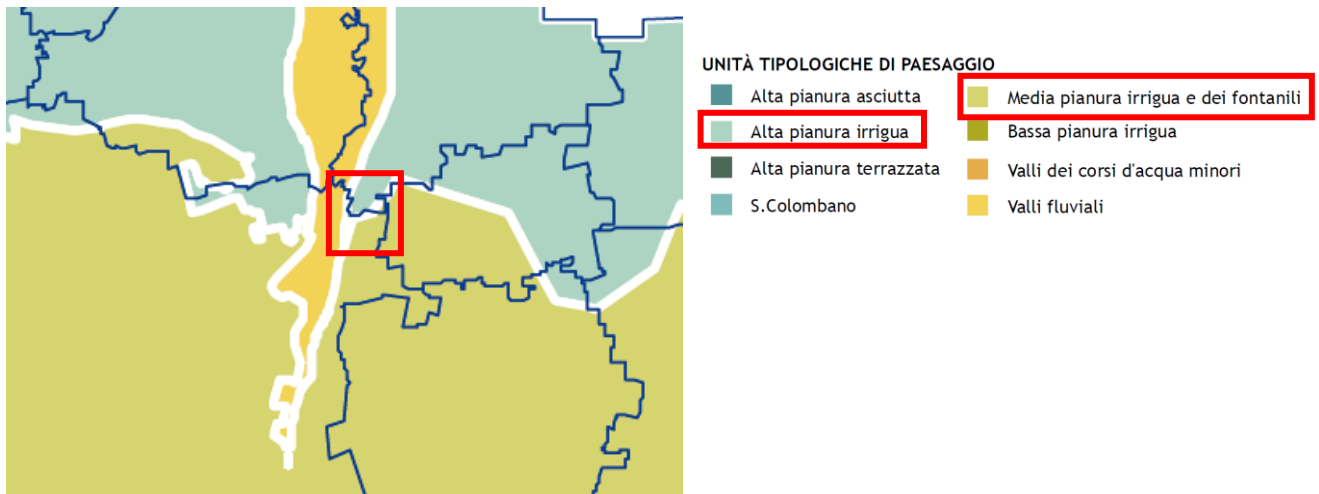 UNITÀ TIPOLOGICHE DI PAESAGGIO
Alta pianura asciutta
Alta pianura irrigua
Alta pianura terrazzata
S.Colombano
Media pianura irrigua e dei fontanili
Bassa pianura irrigua
Valli dei corsi d'acqua minori
Valli fluviali